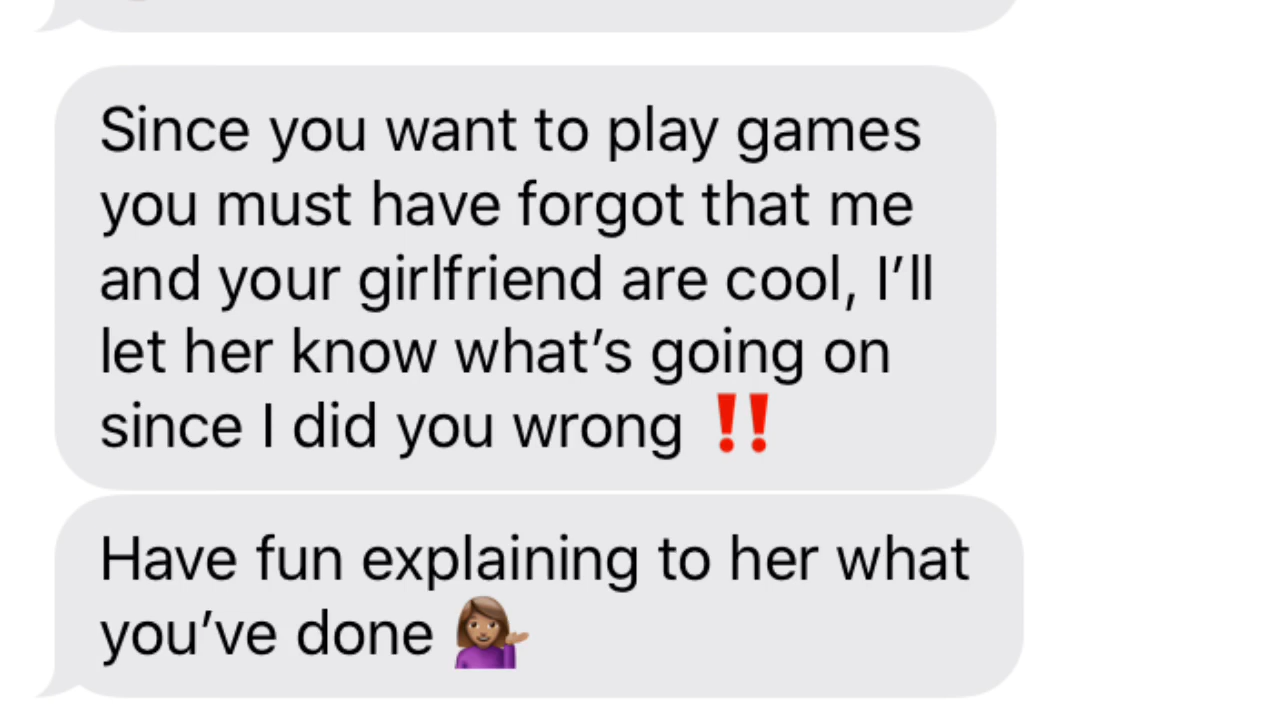 Since you want to play games
you must have forgot that me
and your girlfriend are cool, I’ll
let her know what’s going on
since I did you wrong ‼️
Have fun explaining to her what
you’ve done 💁🏽‍♀️